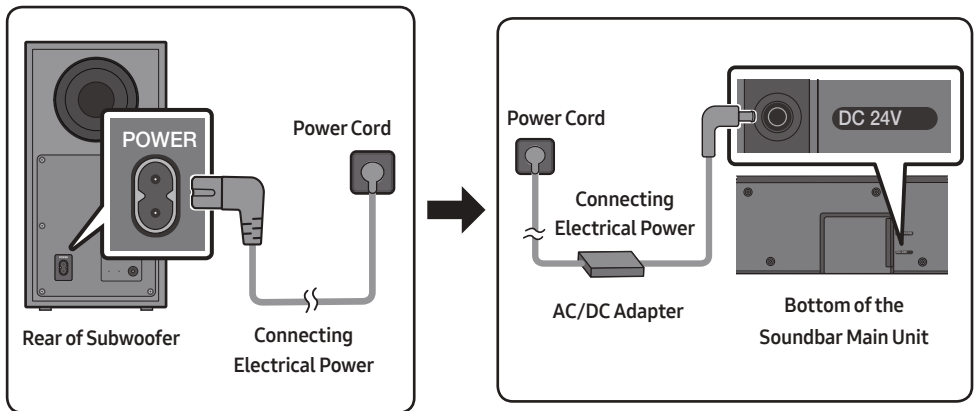 POWER
Power Cord
Rear of Subwoofer
Connecting
Electrical Power
DC 24V
Power Cord
Connecting
Electrical Power
AC/DC Adapter
Bottom of the
Soundbar Main Unit